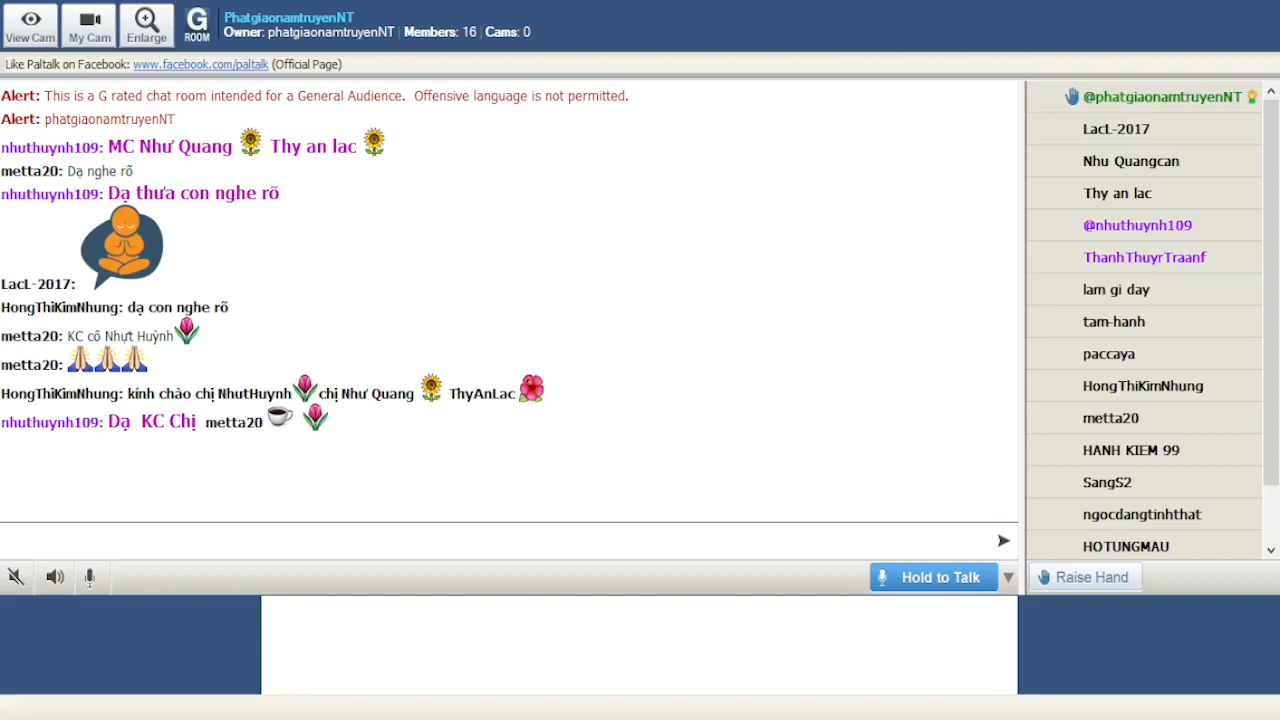 View Cam
My Cam
Enlarge
G
ROOM
PhatgiaonamtruyenNT
Owner: phatgiaonamtruyenNT | Members: 16 | Cams: 0
Like Paltalk on Facebook: www.facebook.com/paltalk (Official Page)
Alert: This is a G rated chat room intended for a General Audience. Offensive language is not permitted.
Alert: phatgiaonamtruyenNT
nhuthuynh109: MC Như Quang Thy an lac
metta20: Dạ nghe rõ
nhuthuynh109: Dạ thưa con nghe rõ
LacL-2017:
HongThiKimNhung: dạ con nghe rõ
metta20: KC cô Nhựt Huỳnh
metta20:
HongThiKimNhung: kính chào chị NhutHuynh chị Như Quang ThyAnLac
nhuthuynh109: Dạ KC Chị metta20
@phatgiaonamtruyenNT
LacL-2017
Nhu Quangcan
Thy an lac
@nhuthuynh109
ThanhThuyrTraanf
lam gi day
tam-hanh
paccaya
HongThiKimNhung
metta20
HANH KIEM 99
SangS2
ngocdangtinhthat
HOTUNGMAU
Hold to Talk
Raise Hand